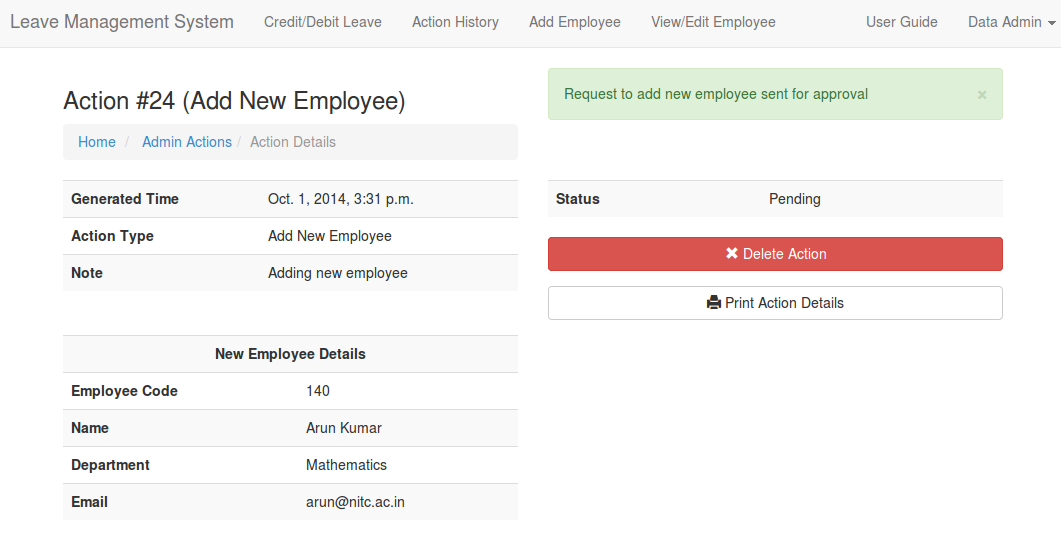 Leave Management System Credit/Debit Leave Action History Add Employee View/Edit Employee User Guide Data Admin
Action #24 (Add New Employee)
Request to add new employee sent for approval ×
Home / Admin Actions / Action Details
Generated Time Oct. 1, 2014, 3:31 p.m.
Action Type Add New Employee
Note Adding new employee
Status Pending
Delete Action
Print Action Details
New Employee Details
Employee Code 140
Name Arun Kumar
Department Mathematics
Email arun@nitc.ac.in